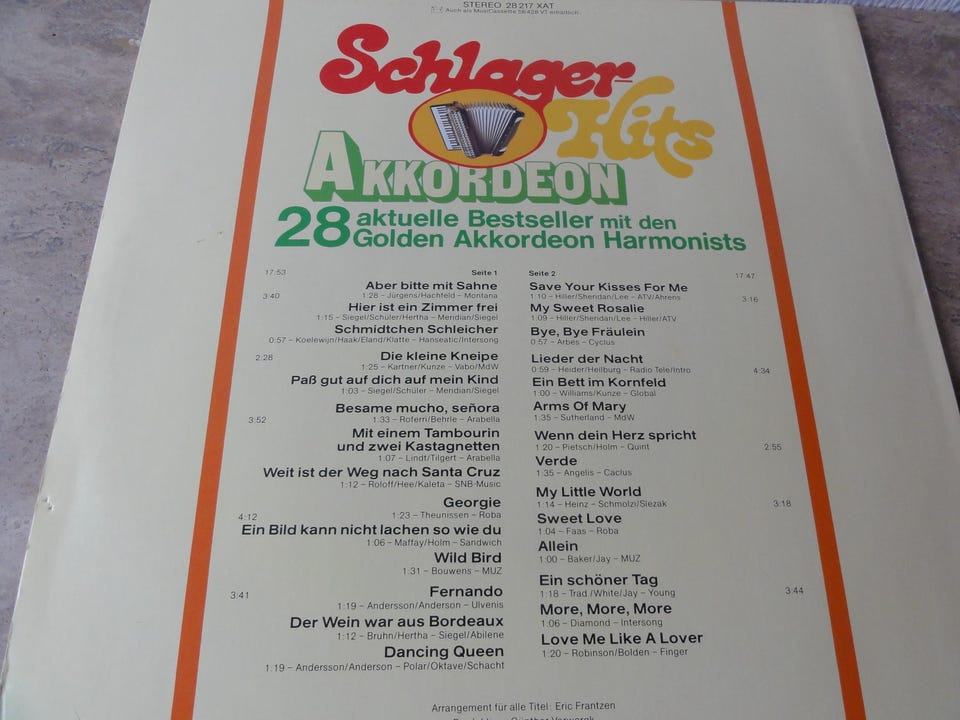 STEREO 28 217 XAT
Auch als MusiCassette 56 428 VT erhältlich
Schlager-
Hits
AKKORDEON
28 aktuelle Bestseller mit den
Golden Akkordeon Harmonists
17:53
Seite 1
Aber bitte mit Sahne
1:28 – Jürgens/Hachfeld – Montana
3:40
Hier ist ein Zimmer frei
1:15 – Siegel/Schüler/Hertha – Meridian/Siegel
Schmidtchen Schleicher
0:57 – Koelewijn/Haak/Eland/Klatte – Hanseatic/Intersong
2:28
Die kleine Kneipe
1:25 – Kartner/Kunze – Vabo/MdW
Paß gut auf dich auf mein Kind
1:03 – Siegel/Schüler – Meridian/Siegel
Besame mucho, señora
3:52
1:33 – Roferri/Behrle – Arabella
Mit einem Tambourin
und zwei Kastagnetten
1:07 – Lindt/Tilgert – Arabella
Weit ist der Weg nach Santa Cruz
1:12 – Roloff/Hee/Kaleta – SNB-Music
Georgie
1:23 – Theunissen – Roba
4:12
Ein Bild kann nicht lachen so wie du
1:06 – Maffay/Holm – Sandwich
Wild Bird
1:31 – Bouwens – MUZ
3:41
Fernando
1:19 – Andersson/Anderson – Ulvenis
Der Wein war aus Bordeaux
1:12 – Bruhn/Hertha – Siegel/Abilene
Dancing Queen
1:19 – Andersson/Anderson – Polar/Oktave/Schacht
Seite 2
17:47
Save Your Kisses For Me
1:10 – Hiller/Sheridan/Lee – ATV/Ahrens
3:16
My Sweet Rosalie
1:09 – Hiller/Sheridan/Lee – Hiller/ATV
Bye, Bye Fräulein
0:57 – Arbes – Cyclus
Lieder der Nacht
0:59 – Heider/Heilburg – Radio Tele/Intro
4:34
Ein Bett im Kornfeld
1:00 – Williams/Kunze – Global
Arms Of Mary
1:35 – Sutherland – MdW
Wenn dein Herz spricht
1:20 – Pietsch/Holm – Quint
2:55
Verde
1:35 – Angelis – Caclus
My Little World
1:14 – Heinz – Schmolzi/Slezak
3:18
Sweet Love
1:04 – Faas – Roba
Allein
1:00 – Baker/Jay – MUZ
Ein schöner Tag
1:18 – Trad./White/Jay – Young
3:44
More, More, More
1:06 – Diamond – Intersong
Love Me Like A Lover
1:20 – Robinson/Bolden – Finger
Arrangement für alle Titel: Eric Frantzen